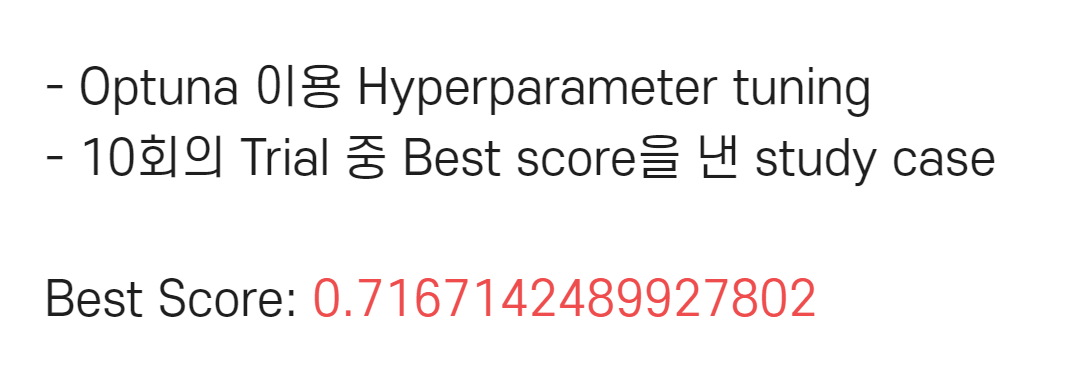 - Optuna 이용 Hyperparameter tuning
- 10회의 Trial 중 Best score을 낸 study case
Best Score: 0.7167142489927802